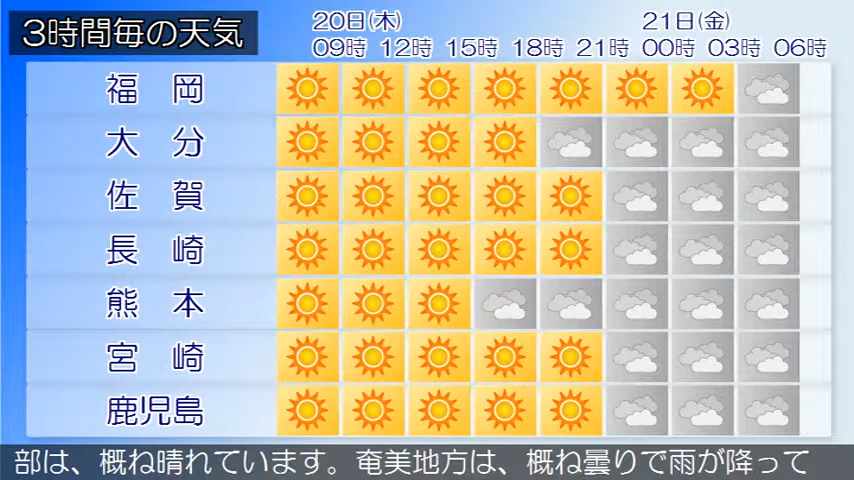 3時間毎の天気
20日(木) 21日(金)
09時 12時 15時 18時 21時 00時 03時 06時
福岡
大分
佐賀
長崎
熊本
宮崎
鹿児島
部は、概ね晴れています。奄美地方は、概ね曇りで雨が降って